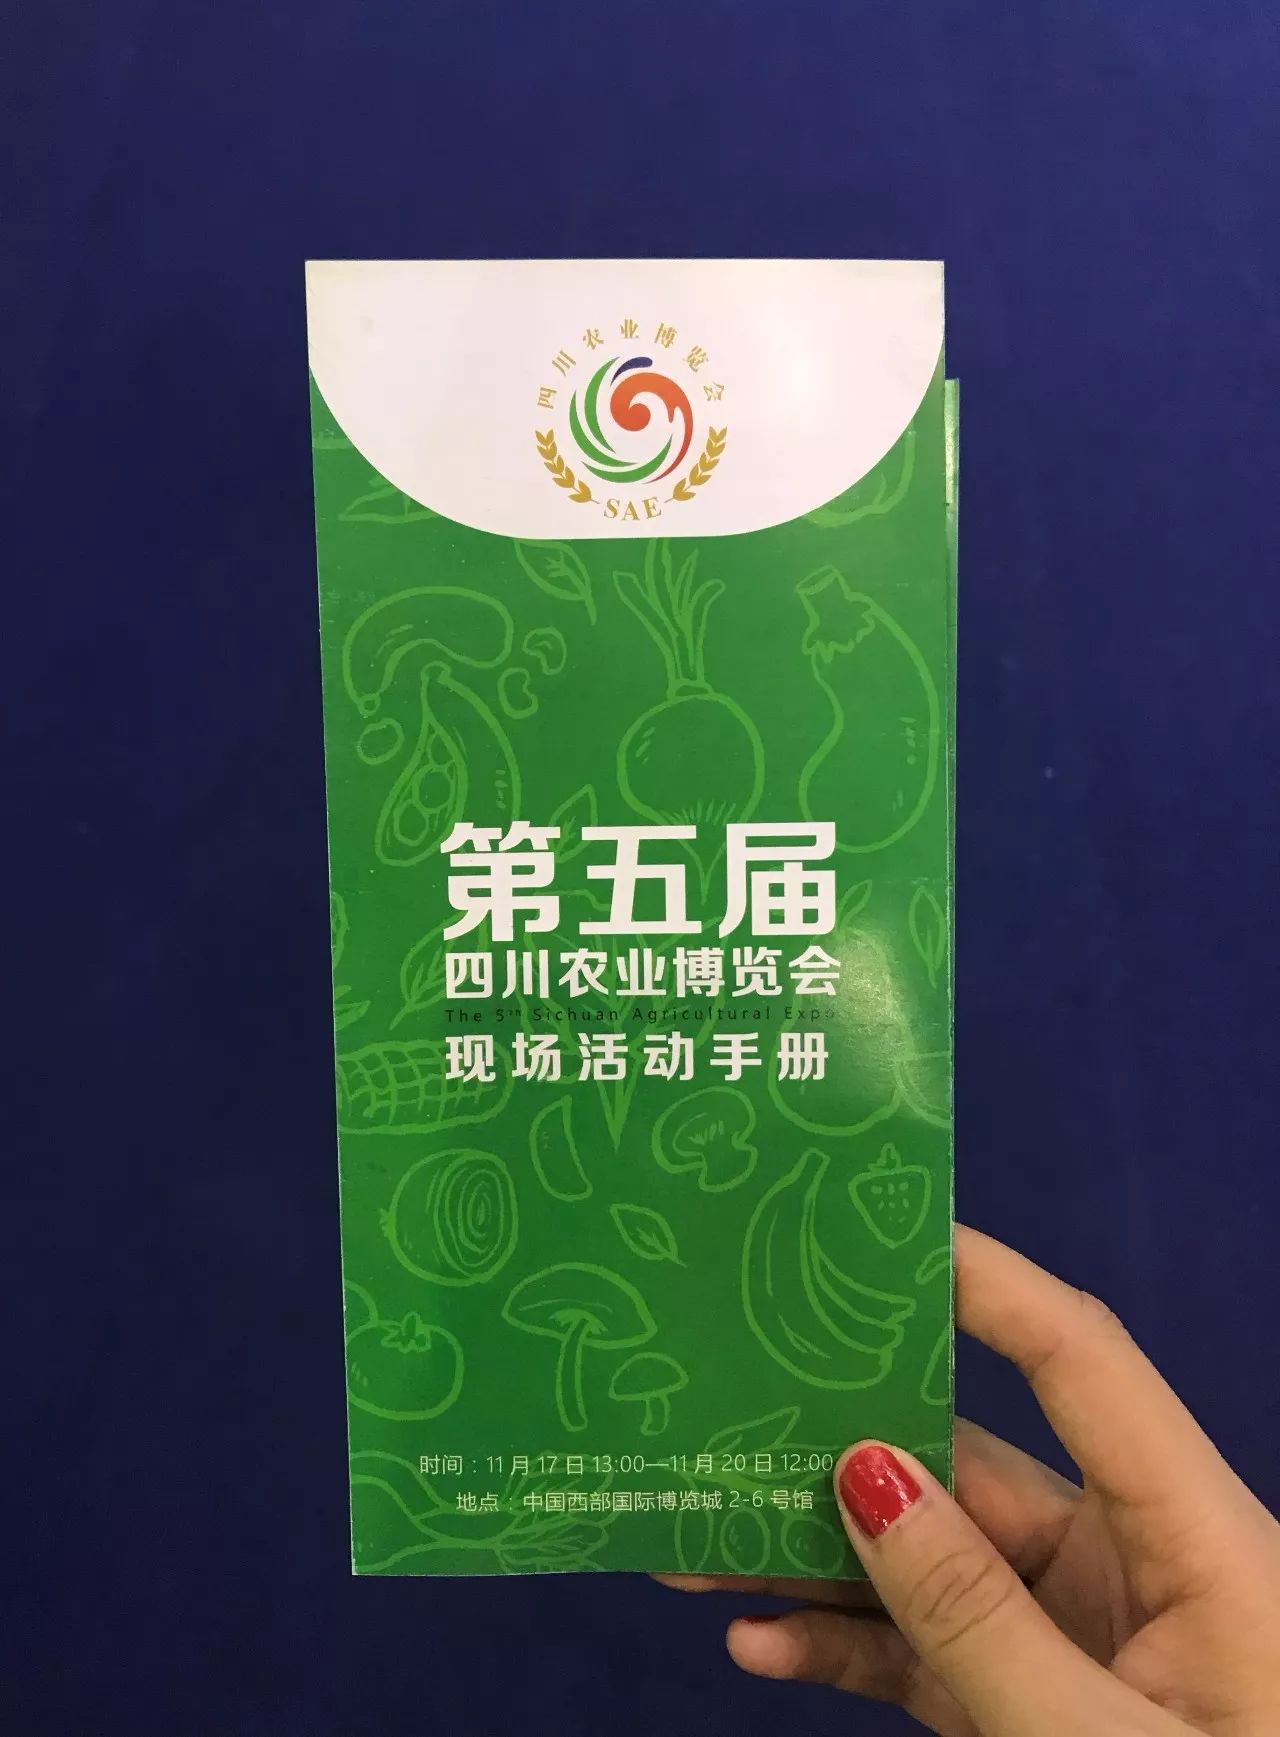 四川农业博览会
SAE
第五届
四川农业博览会
The 5th Sichuan Agricultural Expo
现场活动手册
时间：11月17日13:00—11月20日12:00
地点：中国西部国际博览城2-6号馆